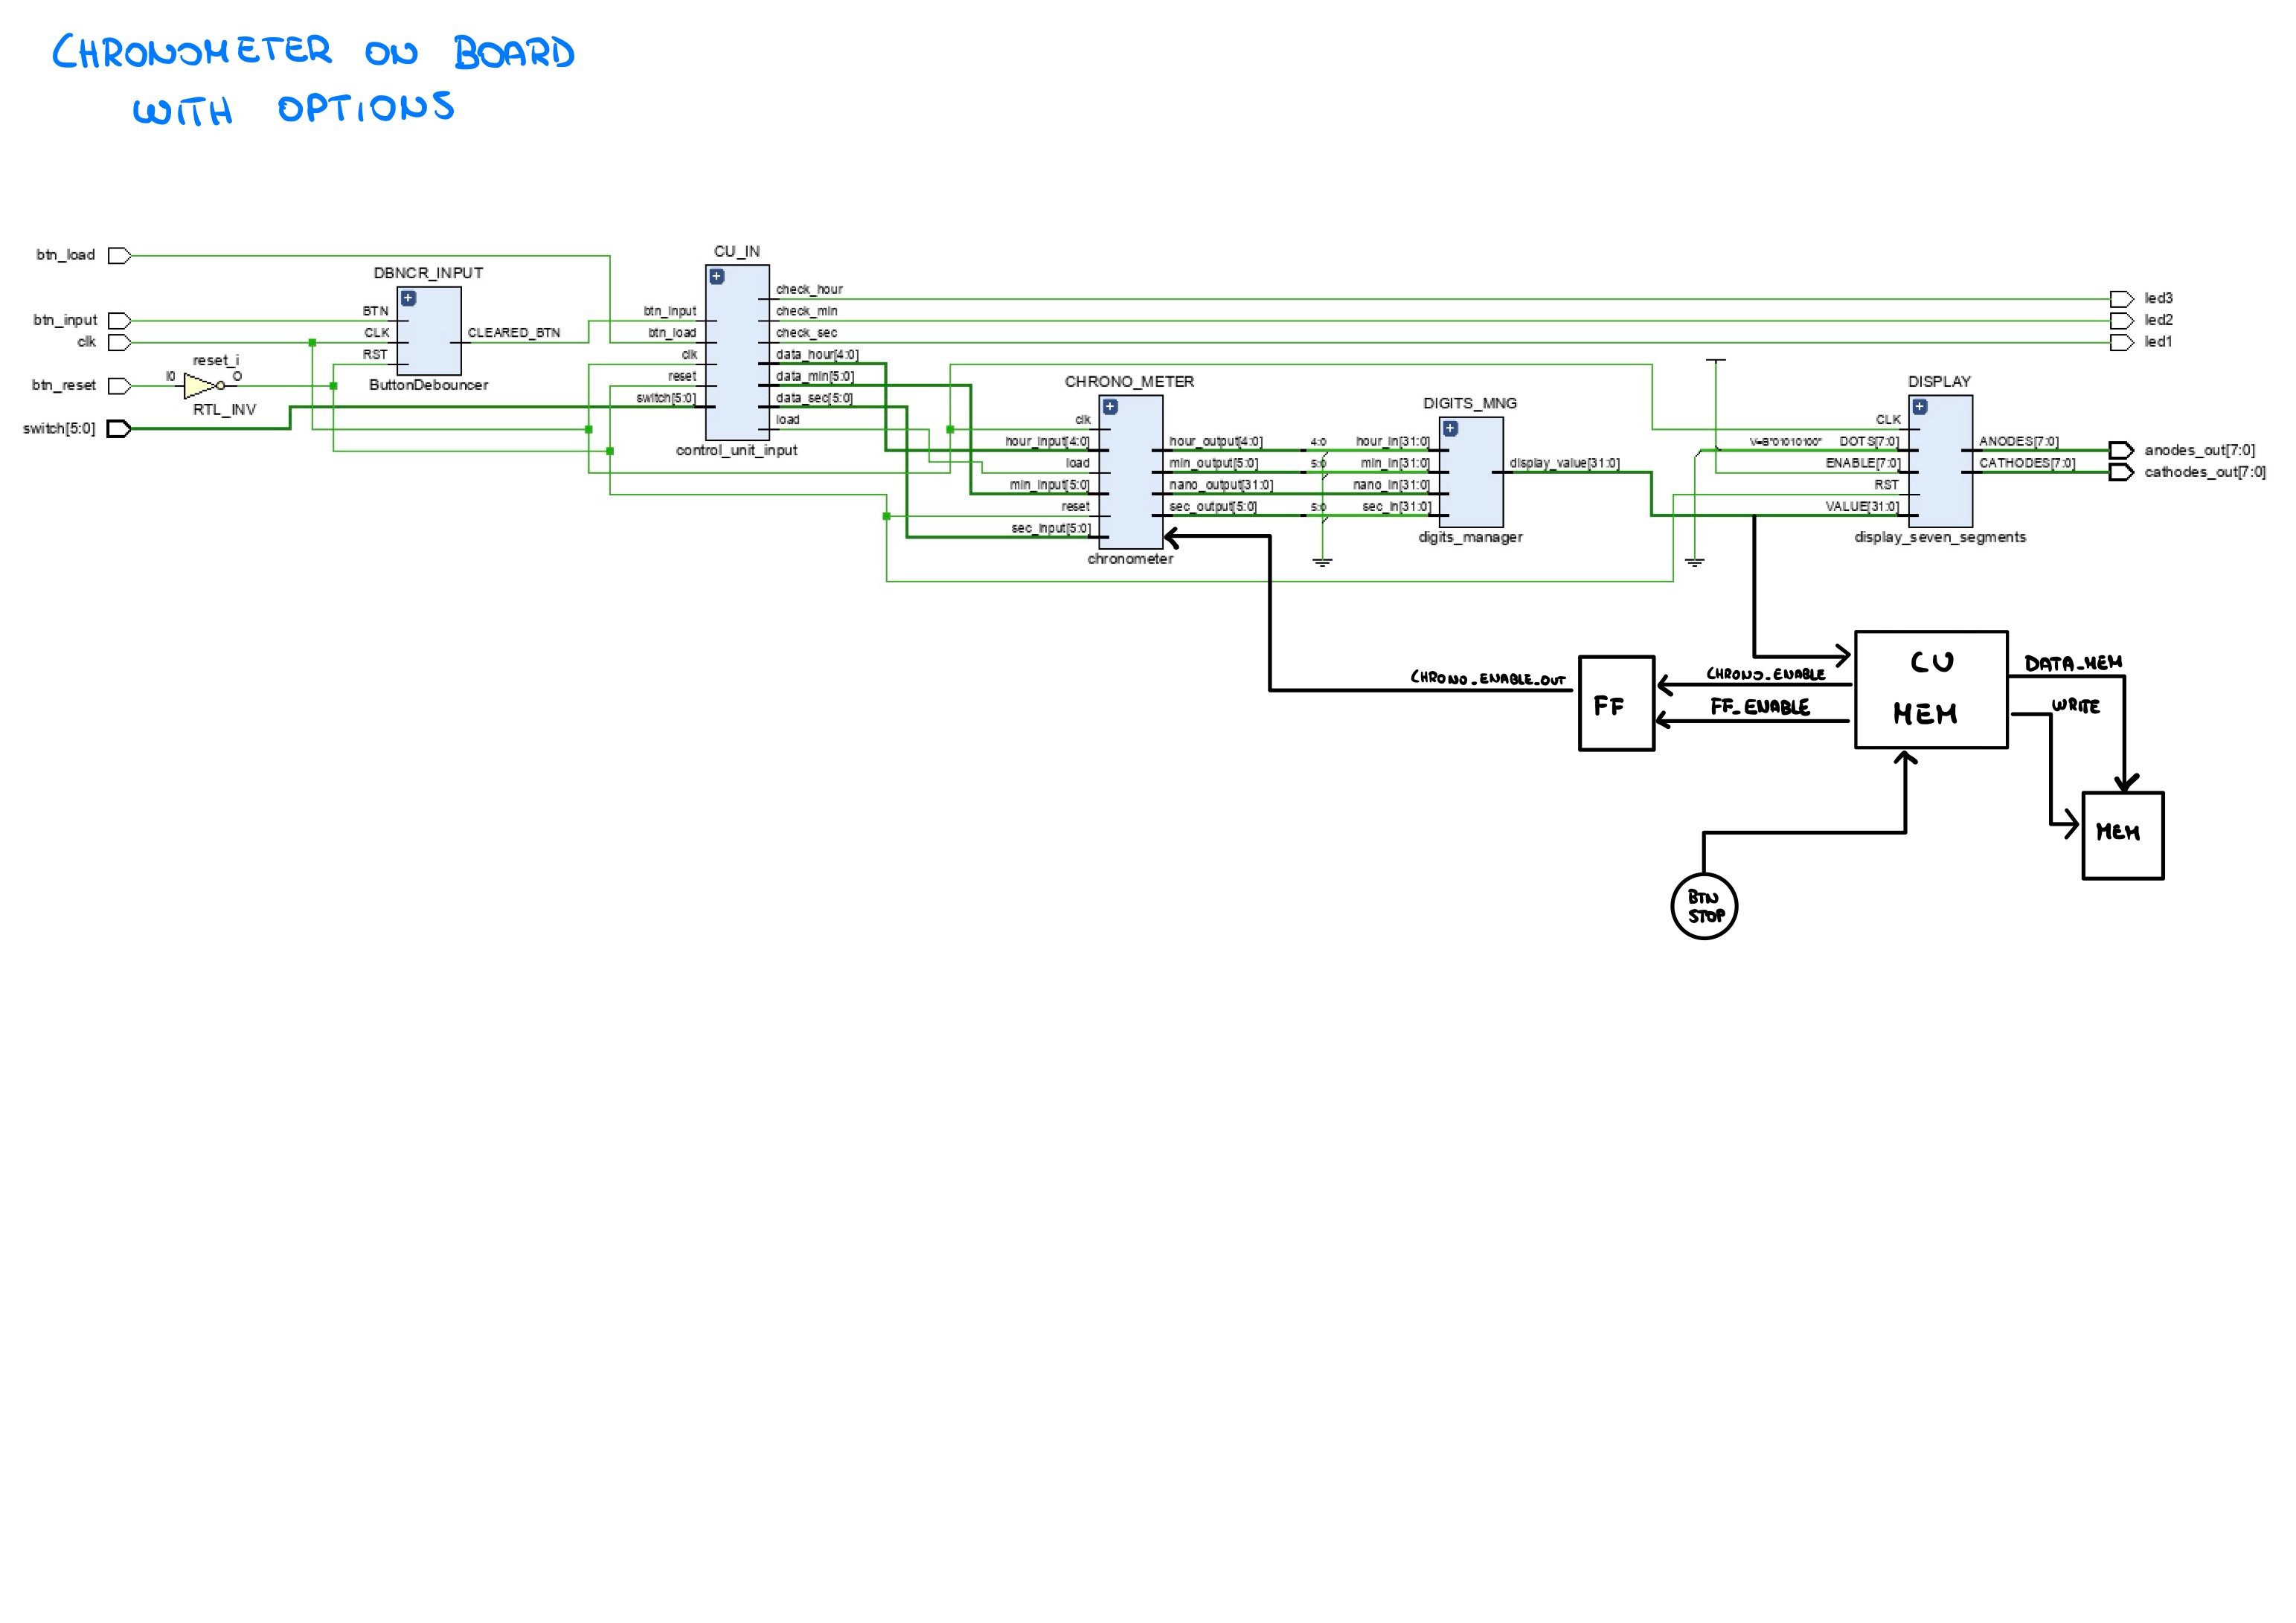 CHRONOMETER ON BOARD
WITH OPTIONS
btn_load
btn_input
clk
btn_reset
switch[5:0]
I0
reset_i
O
RTL_INV
DBNCR_INPUT
BTN
CLK
RST
CLEARED_BTN
ButtonDebouncer
CU_IN
btn_input
btn_load
clk
reset
switch[5:0]
check_hour
check_min
check_sec
data_hour[4:0]
data_min[5:0]
data_sec[5:0]
load
control_unit_input
CHRONO_METER
clk
hour_input[4:0]
load
min_input[5:0]
reset
sec_input[5:0]
hour_output[4:0]
min_output[5:0]
nano_output[31:0]
sec_output[5:0]
chronometer
4:0
5:0
5:0
DIGITS_MNG
hour_in[31:0]
min_in[31:0]
nano_in[31:0]
sec_in[31:0]
display_value[31:0]
digits_manager
DISPLAY
CLK
V=B"01010100"
DOTS[7:0]
ENABLE[7:0]
RST
VALUE[31:0]
ANODES[7:0]
CATHODES[7:0]
display_seven_segments
led3
led2
led1
anodes_out[7:0]
cathodes_out[7:0]
CHRONO_ENABLE_OUT
FF
CHRONO_ENABLE
FF_ENABLE
CU
MEM
DATA_MEM
WRITE
MEM
BTN
STOP